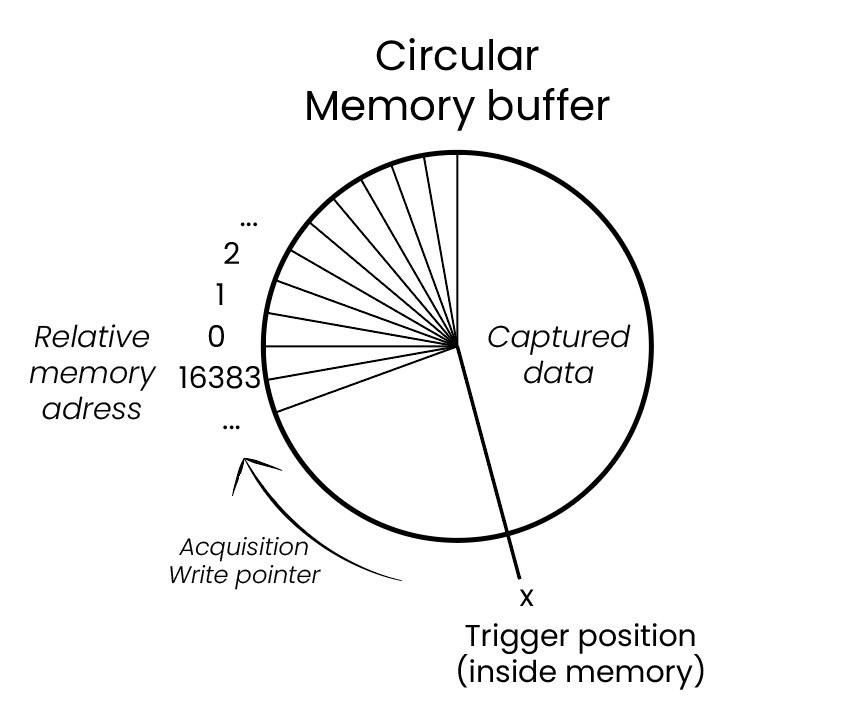 Circular
Memory buffer
...
2
1
0
16383
...
Relative
memory
adress
Captured
data
Acquisition
Write pointer
x
Trigger position
(inside memory)